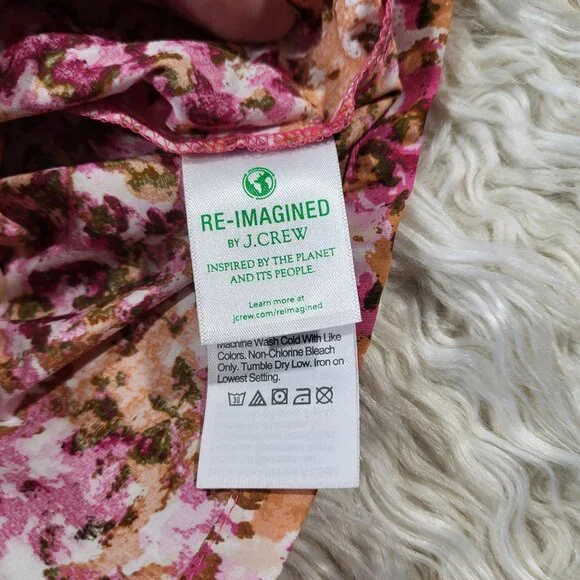 RE-IMAGINED
BY J.CREW
INSPIRED BY THE PLANET
AND ITS PEOPLE.
Learn more at
jcrew.com/reimagined
Machine Wash Cold With Like
Colors. Non-Chlorine Bleach
Only. Tumble Dry Low. Iron on
Lowest Setting.